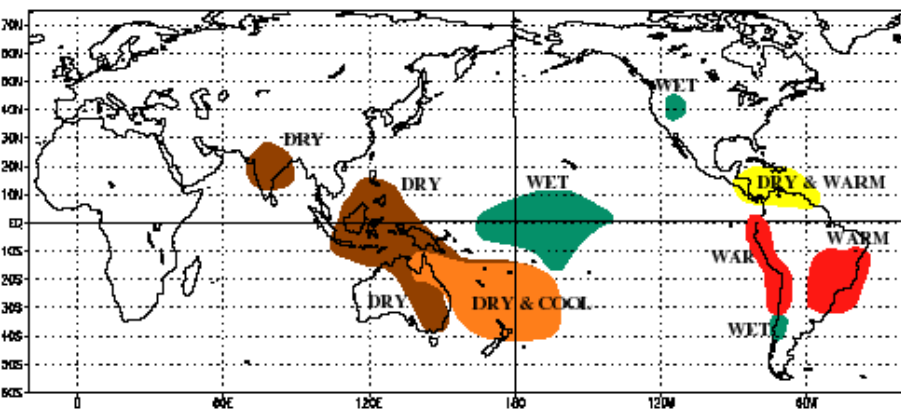 70N
60N
50N
40N
30N
20N
10N
EQ
10S
20S
30S
40S
50S
60S
WET
DRY
DRY
WET
DRY & WARM
WAR
WARM
DRY
DRY & COOL
WET
0
60E
120E
180
120W
60W